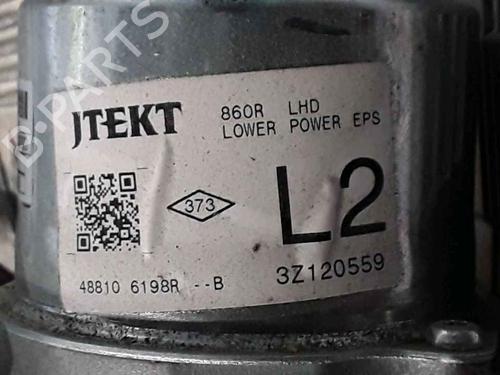 B-PARTS
JTEKT
860R LHD
LOWER POWER EPS
373
L2
48810 6198R --B
3Z120559